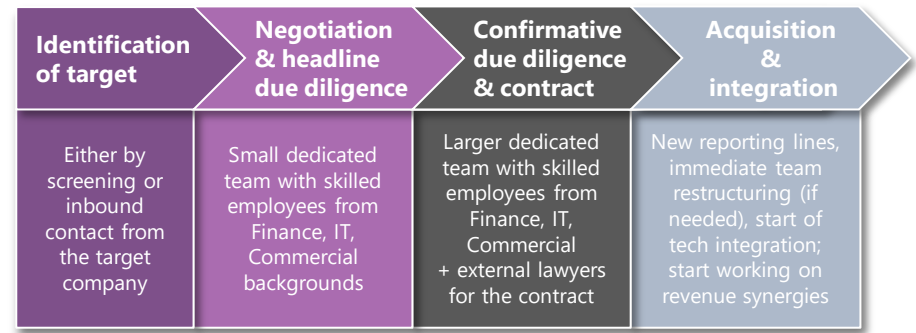 Identification
of target
Negotiation
& headline
due diligence
Confirmative
due diligence
& contract
Acquisition
&
integration
Either by
screening or
inbound
contact from
the target
company
Small dedicated
team with skilled
employees from
Finance, IT,
Commercial
backgrounds
Larger dedicated
team with skilled
employees from
Finance, IT,
Commercial
+ external lawyers
for the contract
New reporting lines,
immediate team
restructuring (if
needed), start of
tech integration;
start working on
revenue synergies